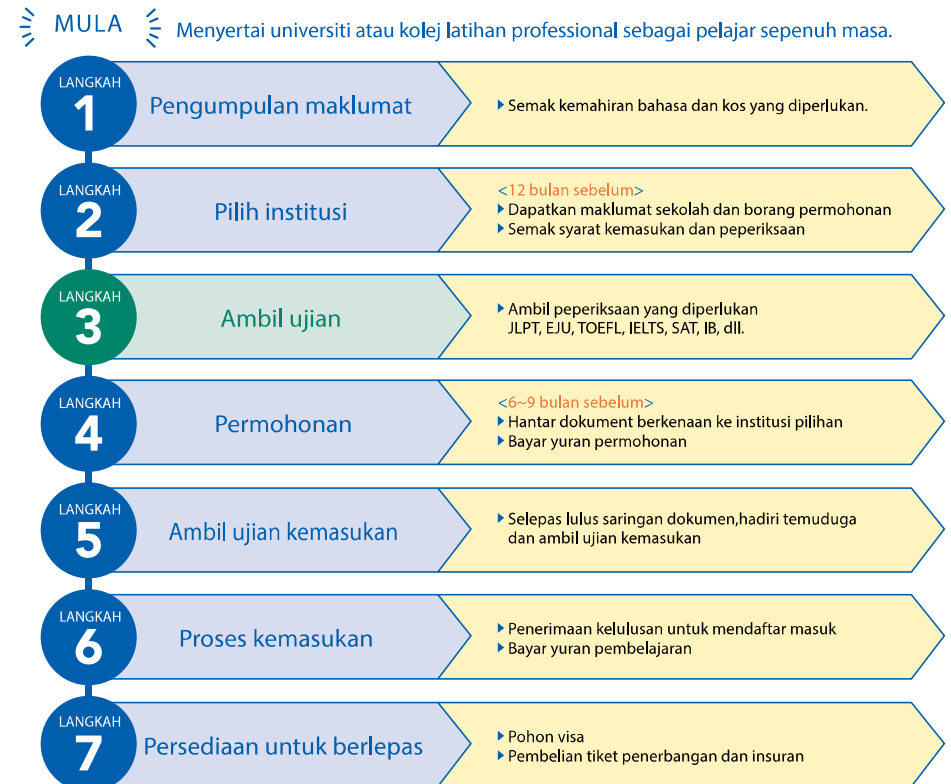 MULA
Menyertai universiti atau kolej latihan professional sebagai pelajar sepenuh masa.
LANGKAH
1
Pengumpulan maklumat
Semak kemahiran bahasa dan kos yang diperlukan.
LANGKAH
2
Pilih institusi
<12 bulan sebelum>
Dapatkan maklumat sekolah dan borang permohonan
Semak syarat kemasukan dan peperiksaan
LANGKAH
3
Ambil ujian
Ambil peperiksaan yang diperlukan
JLPT, EJU, TOEFL, IELTS, SAT, IB, dll.
LANGKAH
4
Permohonan
<6~9 bulan sebelum>
Hantar dokument berkenaan ke institusi pilihan
Bayar yuran permohonan
LANGKAH
5
Ambil ujian kemasukan
Selepas lulus saringan dokumen,hadiri temuduga
dan ambil ujian kemasukan
LANGKAH
6
Proses kemasukan
Penerimaan kelulusan untuk mendaftar masuk
Bayar yuran pembelajaran
LANGKAH
7
Persediaan untuk berlepas
Pohon visa
Pembelian tiket penerbangan dan insuran